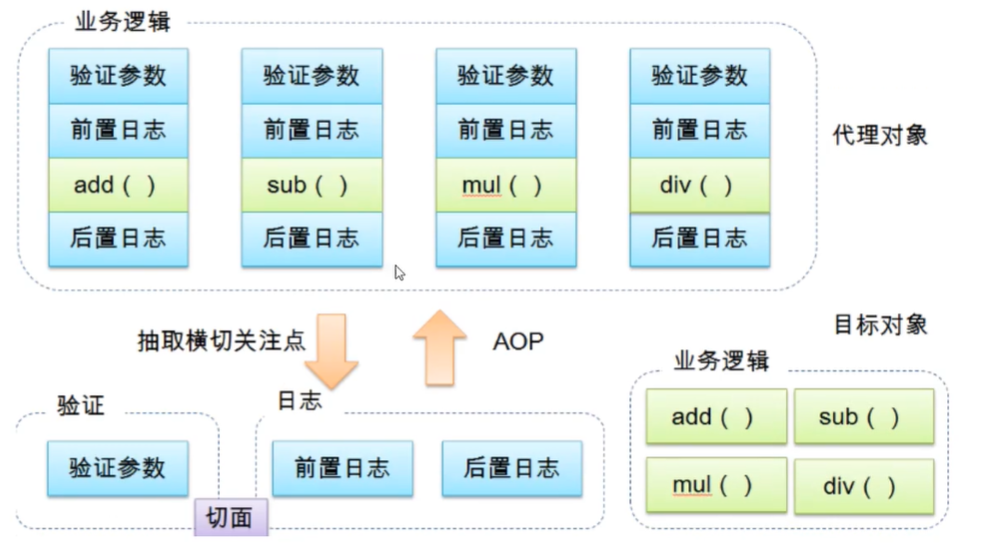 业务逻辑
验证参数 验证参数 验证参数 验证参数
前置日志 前置日志 前置日志 前置日志
代理对象
add ( ) sub ( ) mul ( ) div ( )
后置日志 后置日志 后置日志 后置日志
抽取横切关注点
AOP
目标对象
验证
日志
业务逻辑
验证参数
前置日志 后置日志
切面
add ( ) sub ( )
mul ( ) div ( )